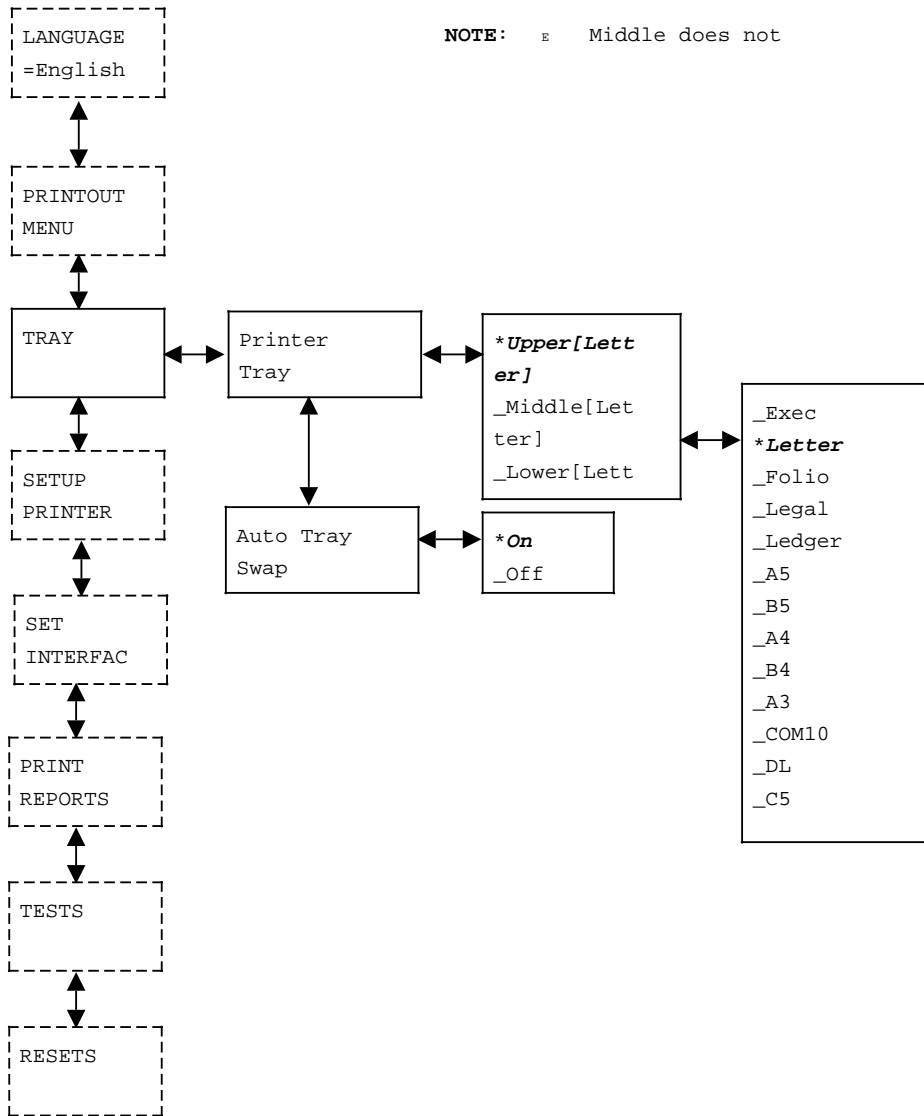 LANGUAGE
=English
NOTE: E Middle does not
PRINTOUT
MENU
TRAY
Printer
Tray
*Upper[Lett
er]
_Middle[Let
ter]
_Lower[Lett
_Exec
*Letter
_Folio
_Legal
_Ledger
_A5
_B5
_A4
_B4
_A3
_COM10
_DL
_C5
Auto Tray
Swap
*On
_Off
SETUP
PRINTER
SET
INTERFAC
PRINT
REPORTS
TESTS
RESETS